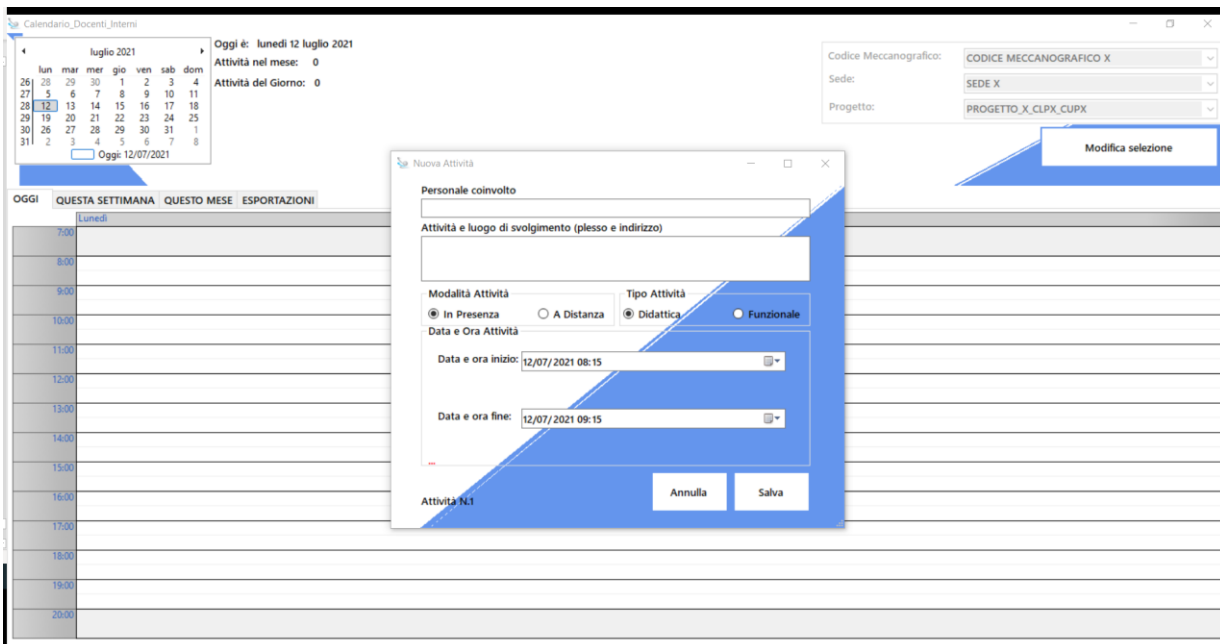 Calendario_Docenti_Interni
luglio 2021
lun mar mer gio ven sab dom
26 28 29 30 1 2 3 4
27 5 6 7 8 9 10 11
28 12 13 14 15 16 17 18
29 19 20 21 22 23 24 25
30 26 27 28 29 30 31 1
31 2 3 4 5 6 7 8
Oggi: 12/07/2021
Oggi è: lunedì 12 luglio 2021
Attività nel mese: 0
Attività del Giorno: 0
Codice Meccanografico: CODICE MECCANOGRAFICO X
Sede: SEDE X
Progetto: PROGETTO_X_CLPX_CUPX
Modifica selezione
OGGI QUESTA SETTIMANA QUESTO MESE ESPORTAZIONI
Lunedì
7:00
8:00
9:00
10:00
11:00
12:00
13:00
14:00
15:00
16:00
17:00
18:00
19:00
20:00
Nuova Attività
Personale coinvolto
Attività e luogo di svolgimento (plesso e indirizzo)
Modalità Attività
In Presenza A Distanza
Tipo Attività
Didattica Funzionale
Data e Ora Attività
Data e ora inizio: 12/07/2021 08:15
Data e ora fine: 12/07/2021 09:15
...
Attività N.1
Annulla Salva